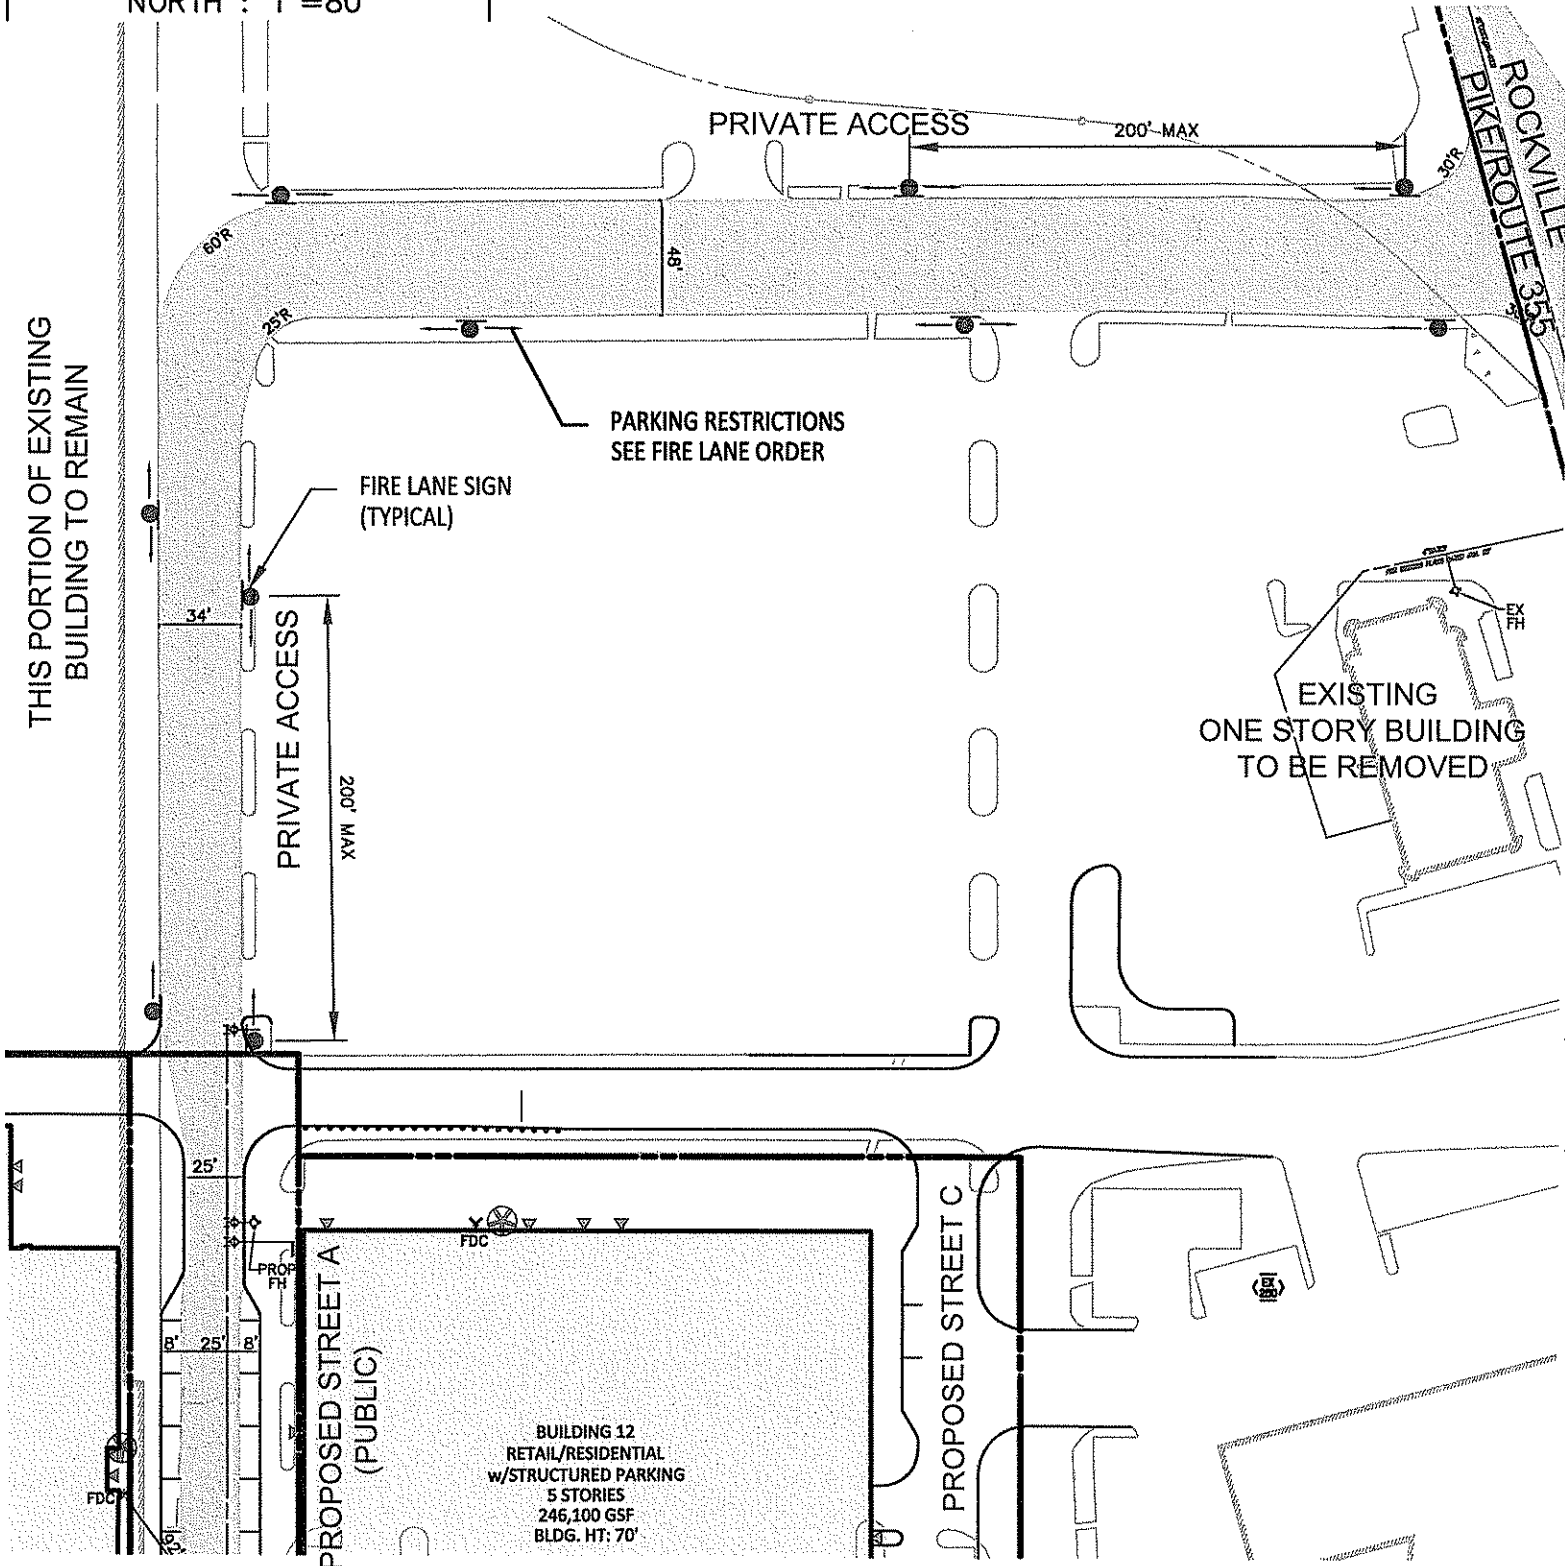 NORTH : 1"=80'
ROCKVILLE
PIKE/ROUTE 355
PRIVATE ACCESS
200' MAX
30'R
60'R
48'
25'R
THIS PORTION OF EXISTING
BUILDING TO REMAIN
PARKING RESTRICTIONS
SEE FIRE LANE ORDER
FIRE LANE SIGN
(TYPICAL)
34'
PRIVATE ACCESS
200' MAX
EX
FH
EXISTING
ONE STORY BUILDING
TO BE REMOVED
25'
FDC
PROP
FH
PROPOSED STREET A
(PUBLIC)
PROPOSED STREET C
EX
250
8' 25' 8'
BUILDING 12
RETAIL/RESIDENTIAL
w/STRUCTURED PARKING
5 STORIES
246,100 GSF
BLDG. HT: 70'
FDC